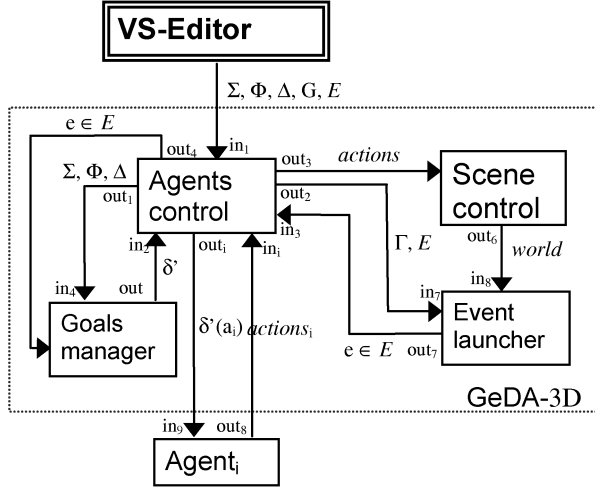 VS-Editor
Σ, Φ, Δ, G, E
e ∈ E
out₄
in₁
out₃
actions
Σ, Φ, Δ
out₁
Agents
control
out₂
Scene
control
in₂
outᵢ
inᵢ
in₃
out₆
world
in₄
out
δ’
Γ, E
in₇
in₈
Goals
manager
δ’(aᵢ)
actionsᵢ
Event
launcher
e ∈ E
out₇
GeDA-3D
in₉
out₈
Agentᵢ